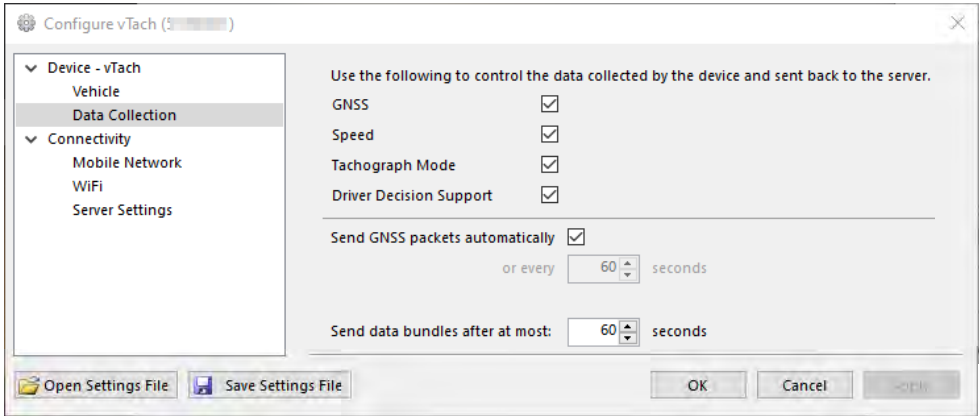 Configure vTach (5 )
Device - vTach
Vehicle
Data Collection
Connectivity
Mobile Network
WiFi
Server Settings
Use the following to control the data collected by the device and sent back to the server.
GNSS
Speed
Tachograph Mode
Driver Decision Support
Send GNSS packets automatically
or every 60 seconds
Send data bundles after at most: 60 seconds
Open Settings File Save Settings File OK Cancel